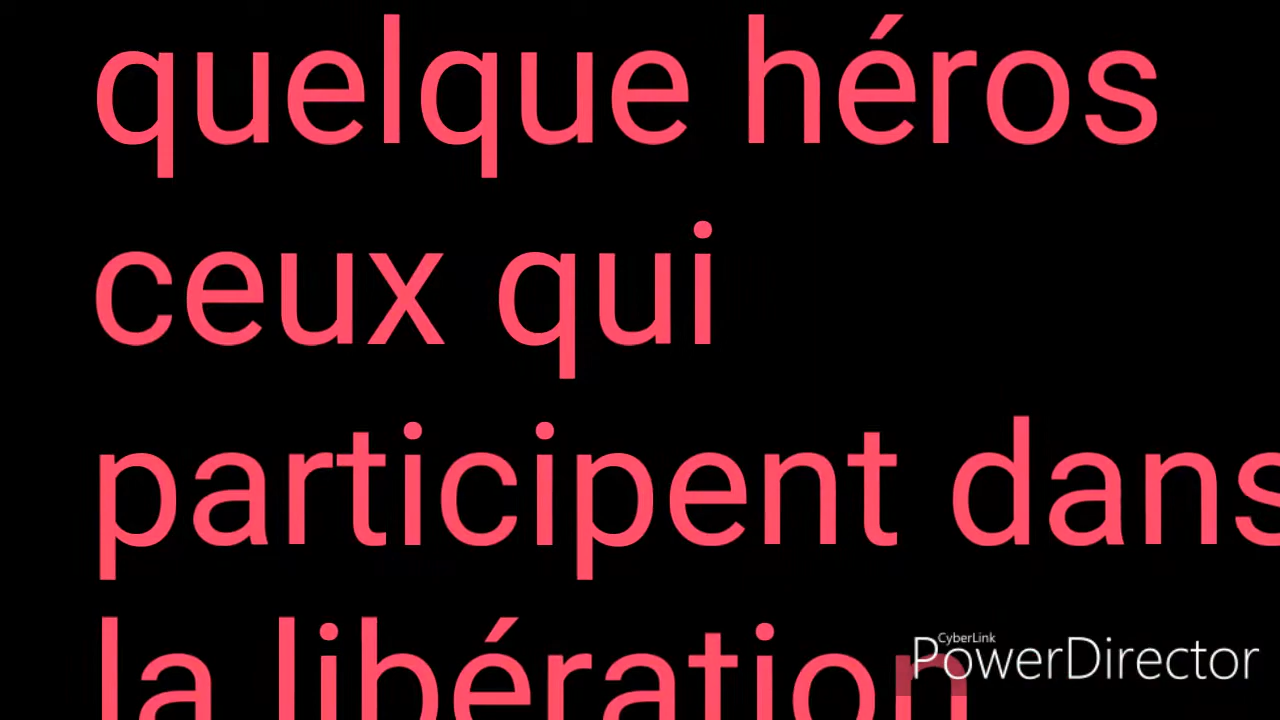 quelque héros
ceux qui
participent dans
la libération
CyberLink
PowerDirector